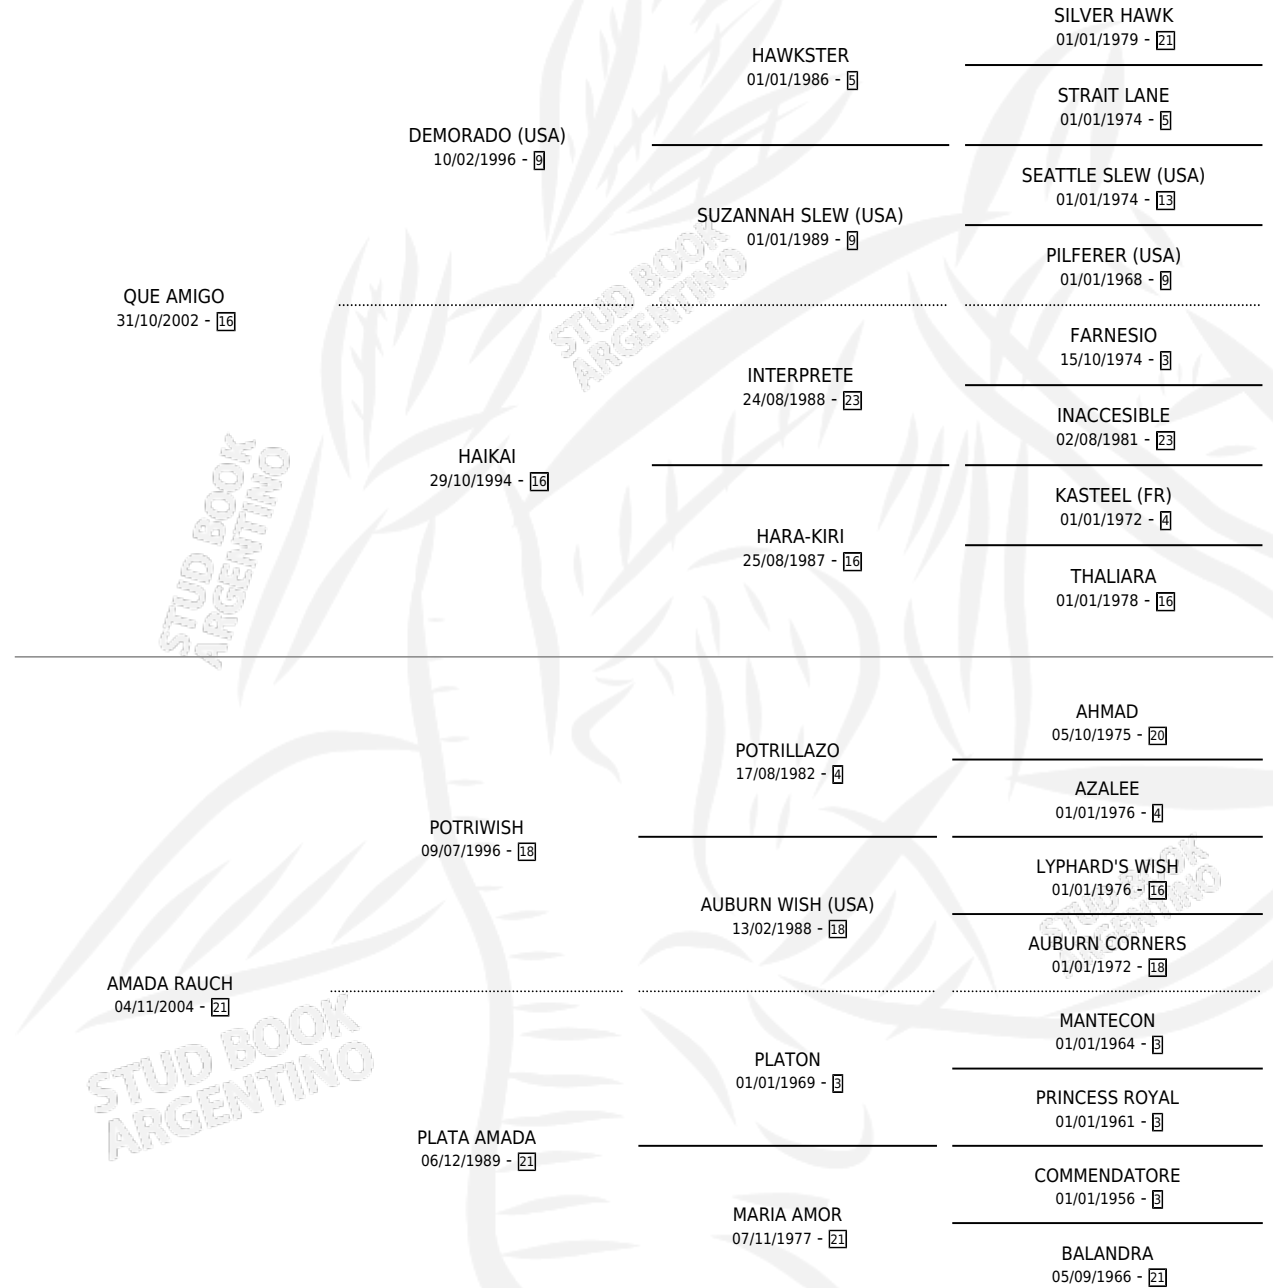 SILVER HAWK
01/01/1979 - 21
HAWKSTER
01/01/1986 - 5
STRAIT LANE
01/01/1974 - 5
DEMORADO (USA)
10/02/1996 - 9
SEATTLE SLEW (USA)
01/01/1974 - 13
SUZANNAH SLEW (USA)
01/01/1989 - 9
PILFERER (USA)
01/01/1968 - 9
QUE AMIGO
31/10/2002 - 16
FARNESIO
15/10/1974 - 3
INTERPRETE
24/08/1988 - 23
INACCESIBLE
02/08/1981 - 23
HAIKAI
29/10/1994 - 16
KASTEEL (FR)
01/01/1972 - 4
HARA-KIRI
25/08/1987 - 16
THALIARA
01/01/1978 - 16
AHMAD
05/10/1975 - 20
POTRILLAZO
17/08/1982 - 4
AZALEE
01/01/1976 - 4
POTRIWISH
09/07/1996 - 18
LYPHARD'S WISH
01/01/1976 - 16
AUBURN WISH (USA)
13/02/1988 - 18
AUBURN CORNERS
01/01/1972 - 18
AMADA RAUCH
04/11/2004 - 21
MANTECON
01/01/1964 - 3
PLATON
01/01/1969 - 3
PRINCESS ROYAL
01/01/1961 - 3
PLATA AMADA
06/12/1989 - 21
COMMENDATORE
01/01/1956 - 3
MARIA AMOR
07/11/1977 - 21
BALANDRA
05/09/1966 - 21
STUD BOOK
ARGENTINO
STUD BOOK
ARGENTINO
STUD BOOK
ARGENTINO
STUD BOOK
ARGENTINO